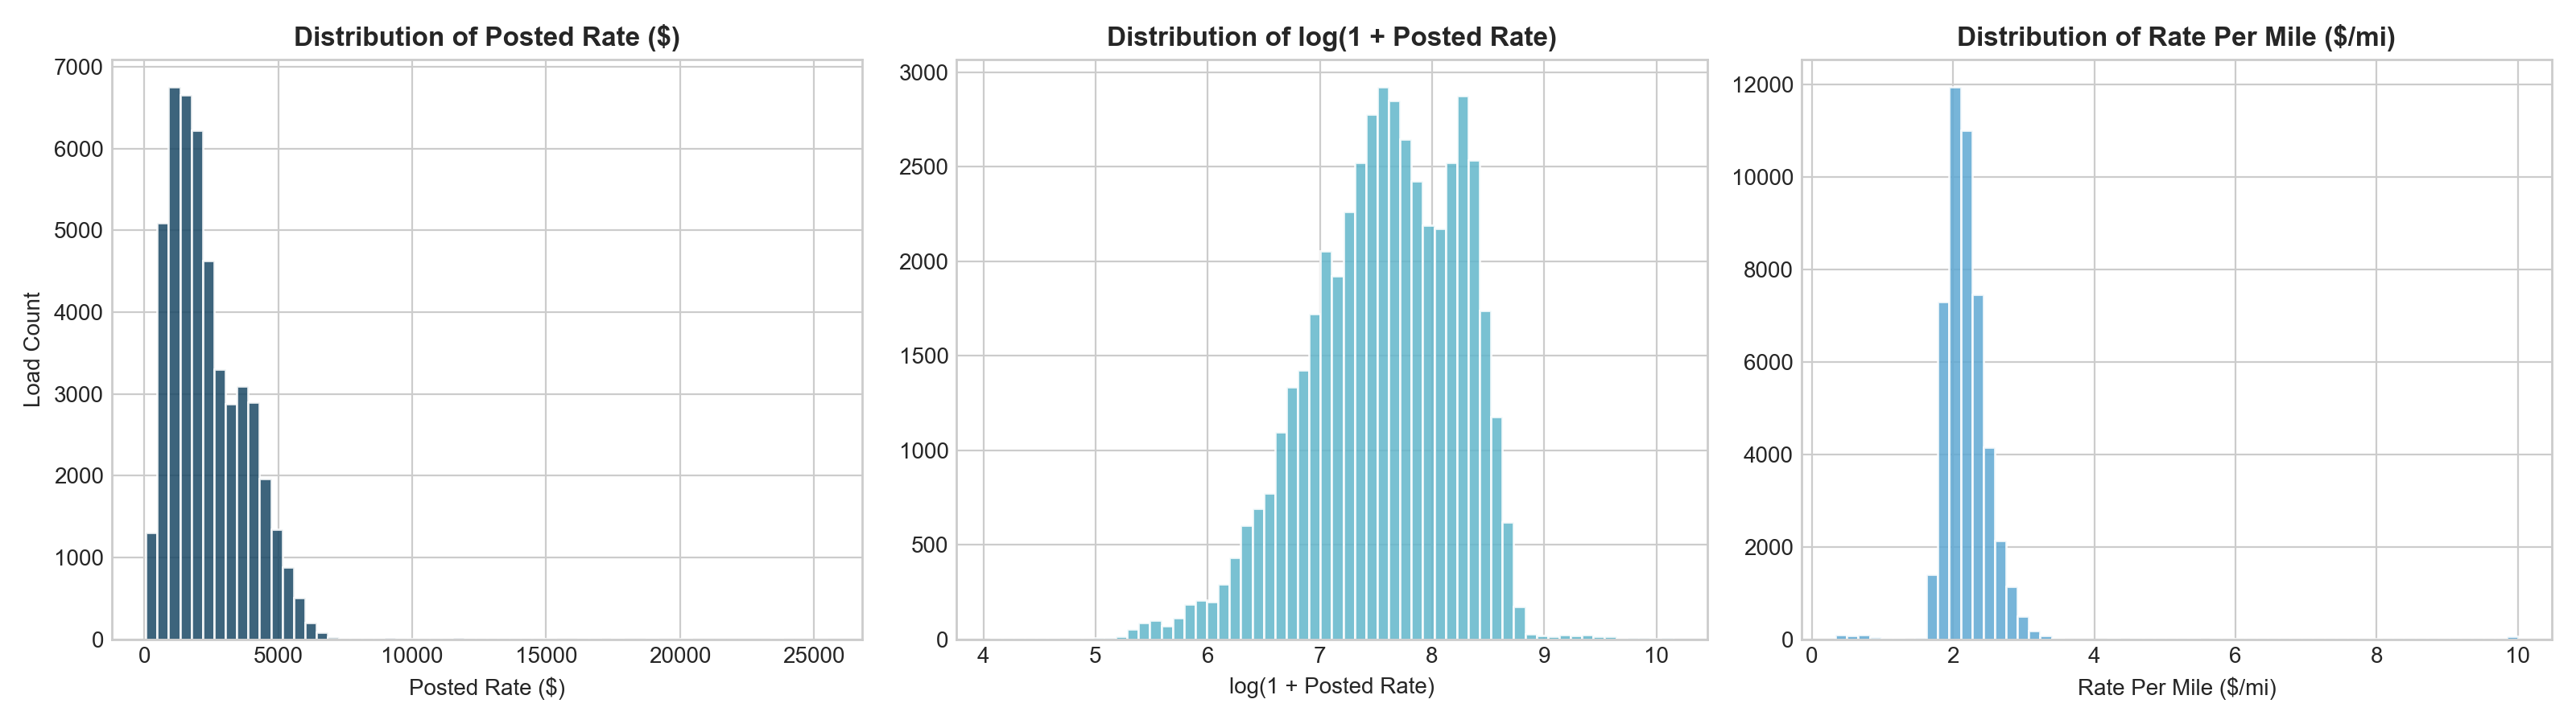 Distribution of Posted Rate ($)
7000
6000
5000
4000
3000
2000
1000
0
Load Count
0 5000 10000 15000 20000 25000
Posted Rate ($)
Distribution of log(1 + Posted Rate)
3000
2500
2000
1500
1000
500
0
4 5 6 7 8 9 10
log(1 + Posted Rate)
Distribution of Rate Per Mile ($/mi)
12000
10000
8000
6000
4000
2000
0
0 2 4 6 8 10
Rate Per Mile ($/mi)